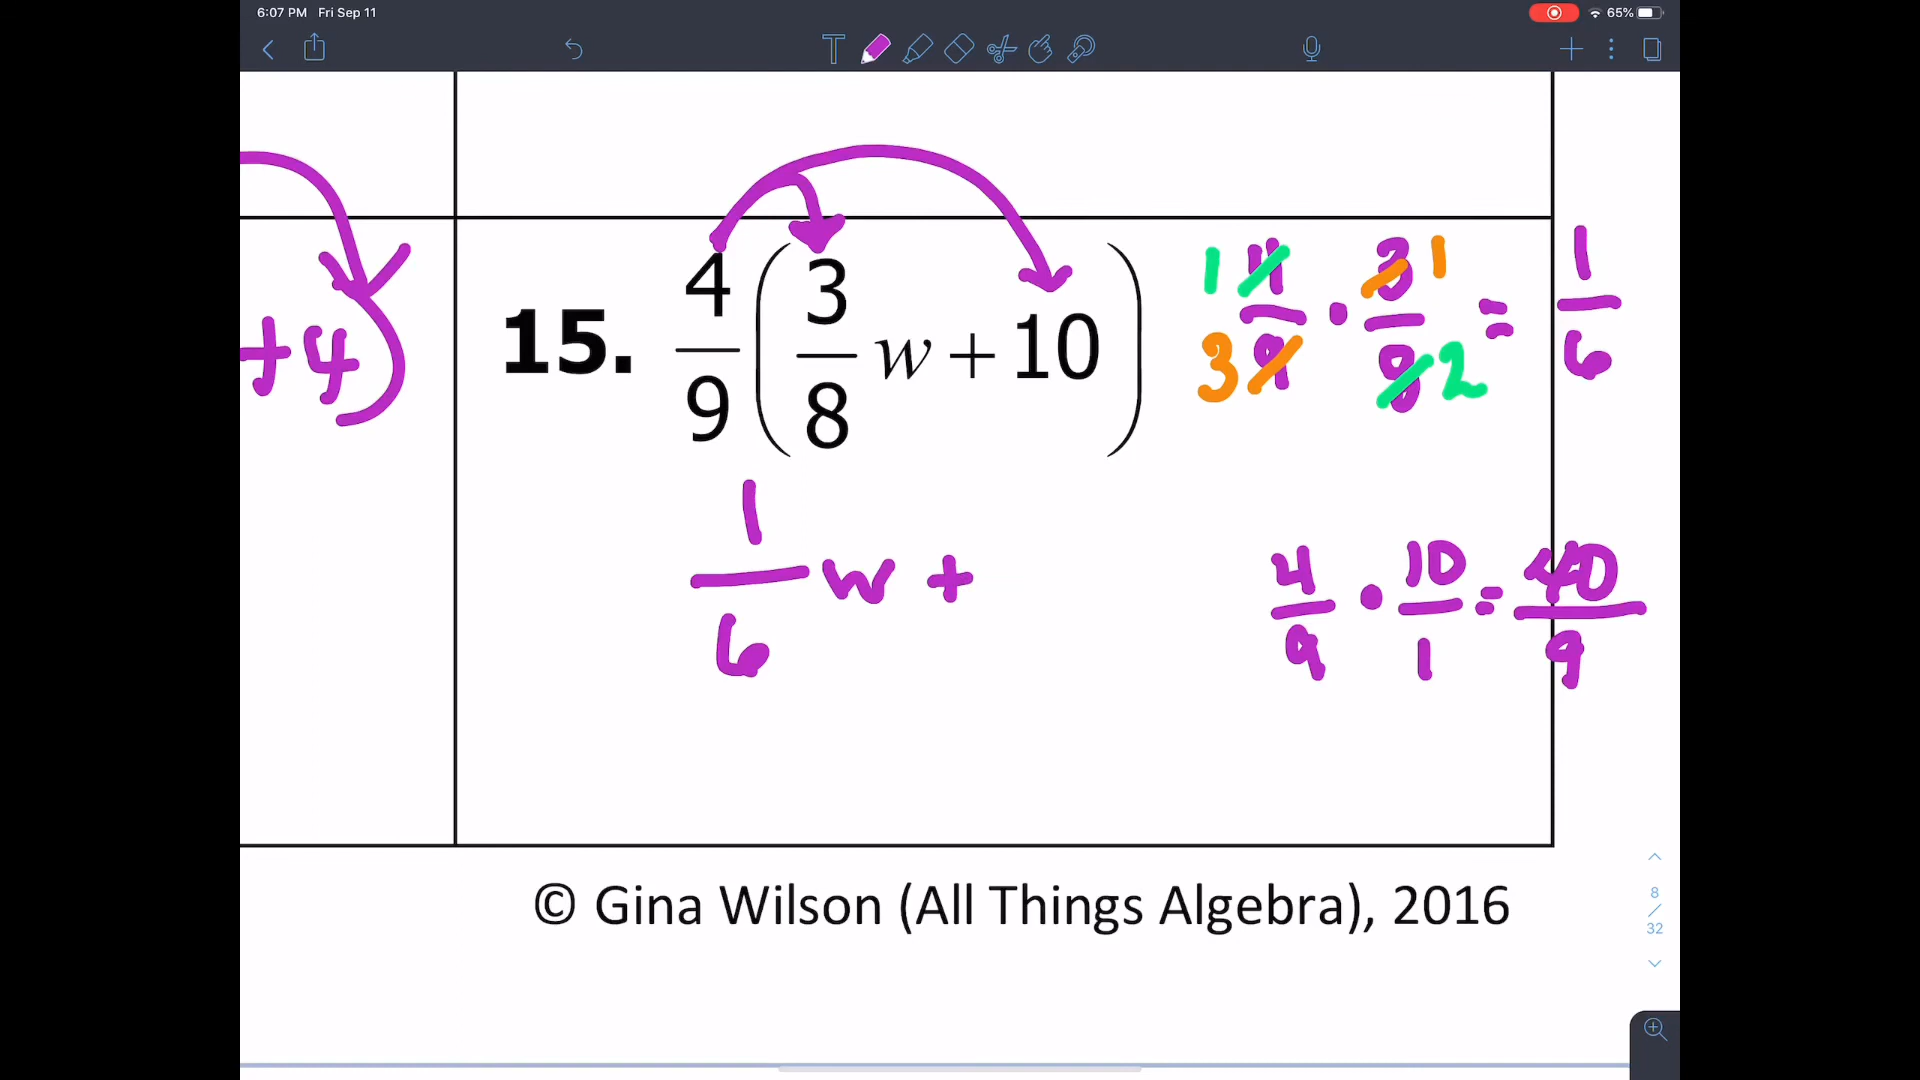 6:07 PM Fri Sep 11
65%
T
+4)
15. 4/9 (3/8 w + 10)
1 4/9 3 · 3/8 1 2 = 1/6
1/6 w +
4/9 · 10/1 = 40/9
© Gina Wilson (All Things Algebra), 2016
8
/
32